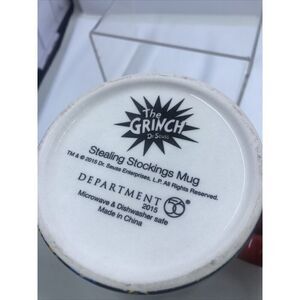 The
GRINCH
Dr. Seuss
Stealing Stockings Mug
TM & © 2015 Dr. Seuss Enterprises, L.P. All Rights Reserved.
DEPARTMENT 56
2015
Microwave & Dishwasher safe
Made in China